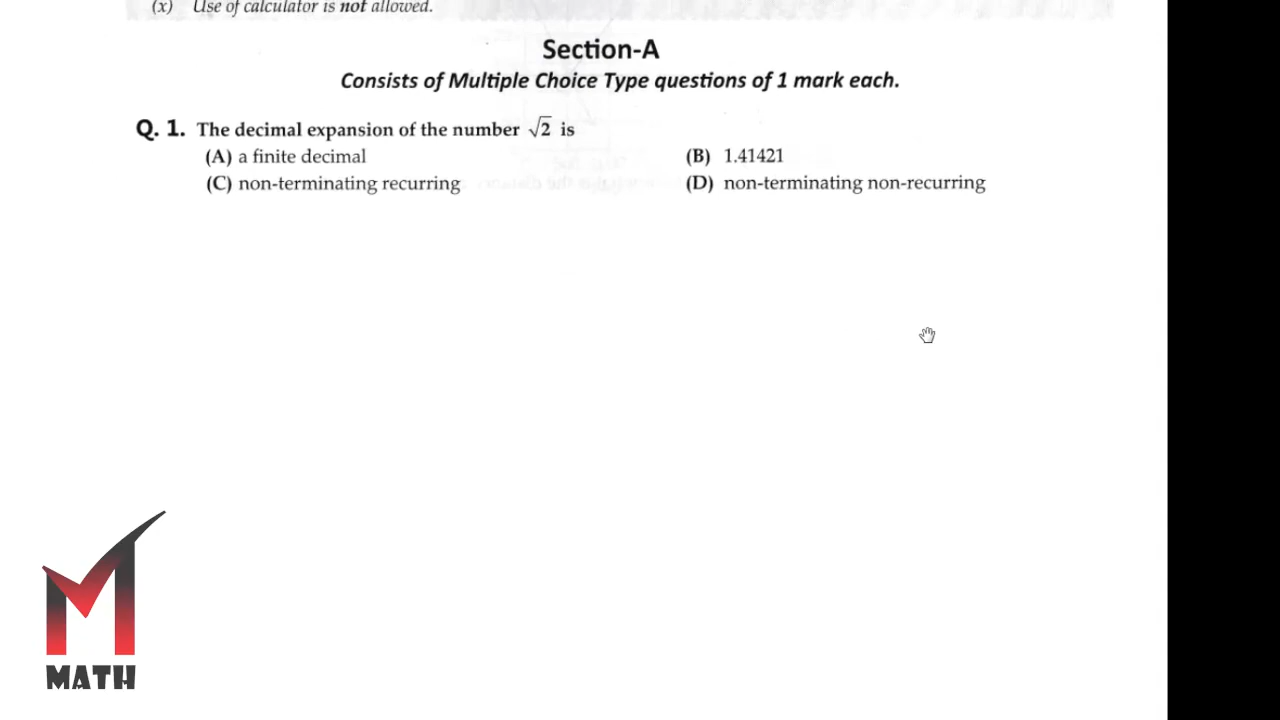 (x) Use of calculator is not allowed.
Section-A
Consists of Multiple Choice Type questions of 1 mark each.
Q. 1. The decimal expansion of the number √2 is
(A) a finite decimal (B) 1.41421
(C) non-terminating recurring (D) non-terminating non-recurring
MATH